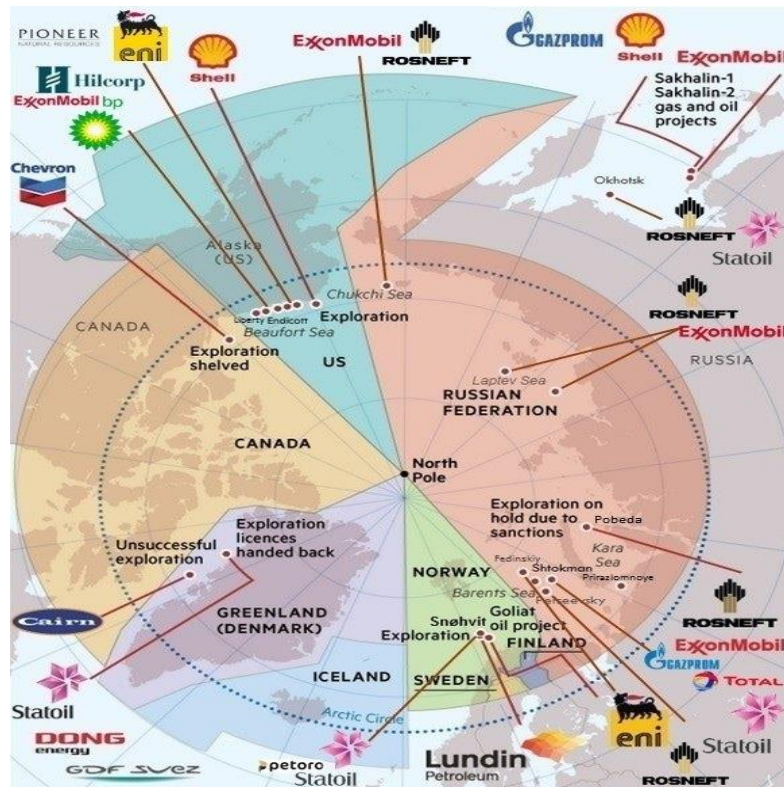 PIONEER
NATURAL RESOURCES
eni
Shell
ExxonMobil
ROSNEFT
GAZPROM
Shell
ExxonMobil
Hilcorp
ExxonMobil bp
Sakhalin-1
Sakhalin-2
gas and oil
projects
Chevron
Okhotsk
ROSNEFT
Statoil
Alaska
(US)
CANADA
Chukchi Sea
Liberty Endicott
Exploration
Beaufort Sea
Exploration
shelved
US
ROSNEFT
ExxonMobil
RUSSIA
Laptev Sea
RUSSIAN
FEDERATION
CANADA
North
Pole
Exploration on
hold due to
sanctions
Pobeda
Kara
Sea
Exploration
licences
handed back
Unsuccessful
exploration
Fedinskiy
Shtokman
NORWAY
Barents Sea
Prirazlomnoye
GREENLAND
(DENMARK)
Cairn
Snøhvit
Goliat
oil project
Exploration
FINLAND
ROSNEFT
ExxonMobil
GAZPROM
TOTAL
ICELAND
SWEDEN
Statoil
Arctic Circle
DONG
energy
GDF SUEZ
petoro
Statoil
Lundin
Petroleum
eni
Statoil
ROSNEFT